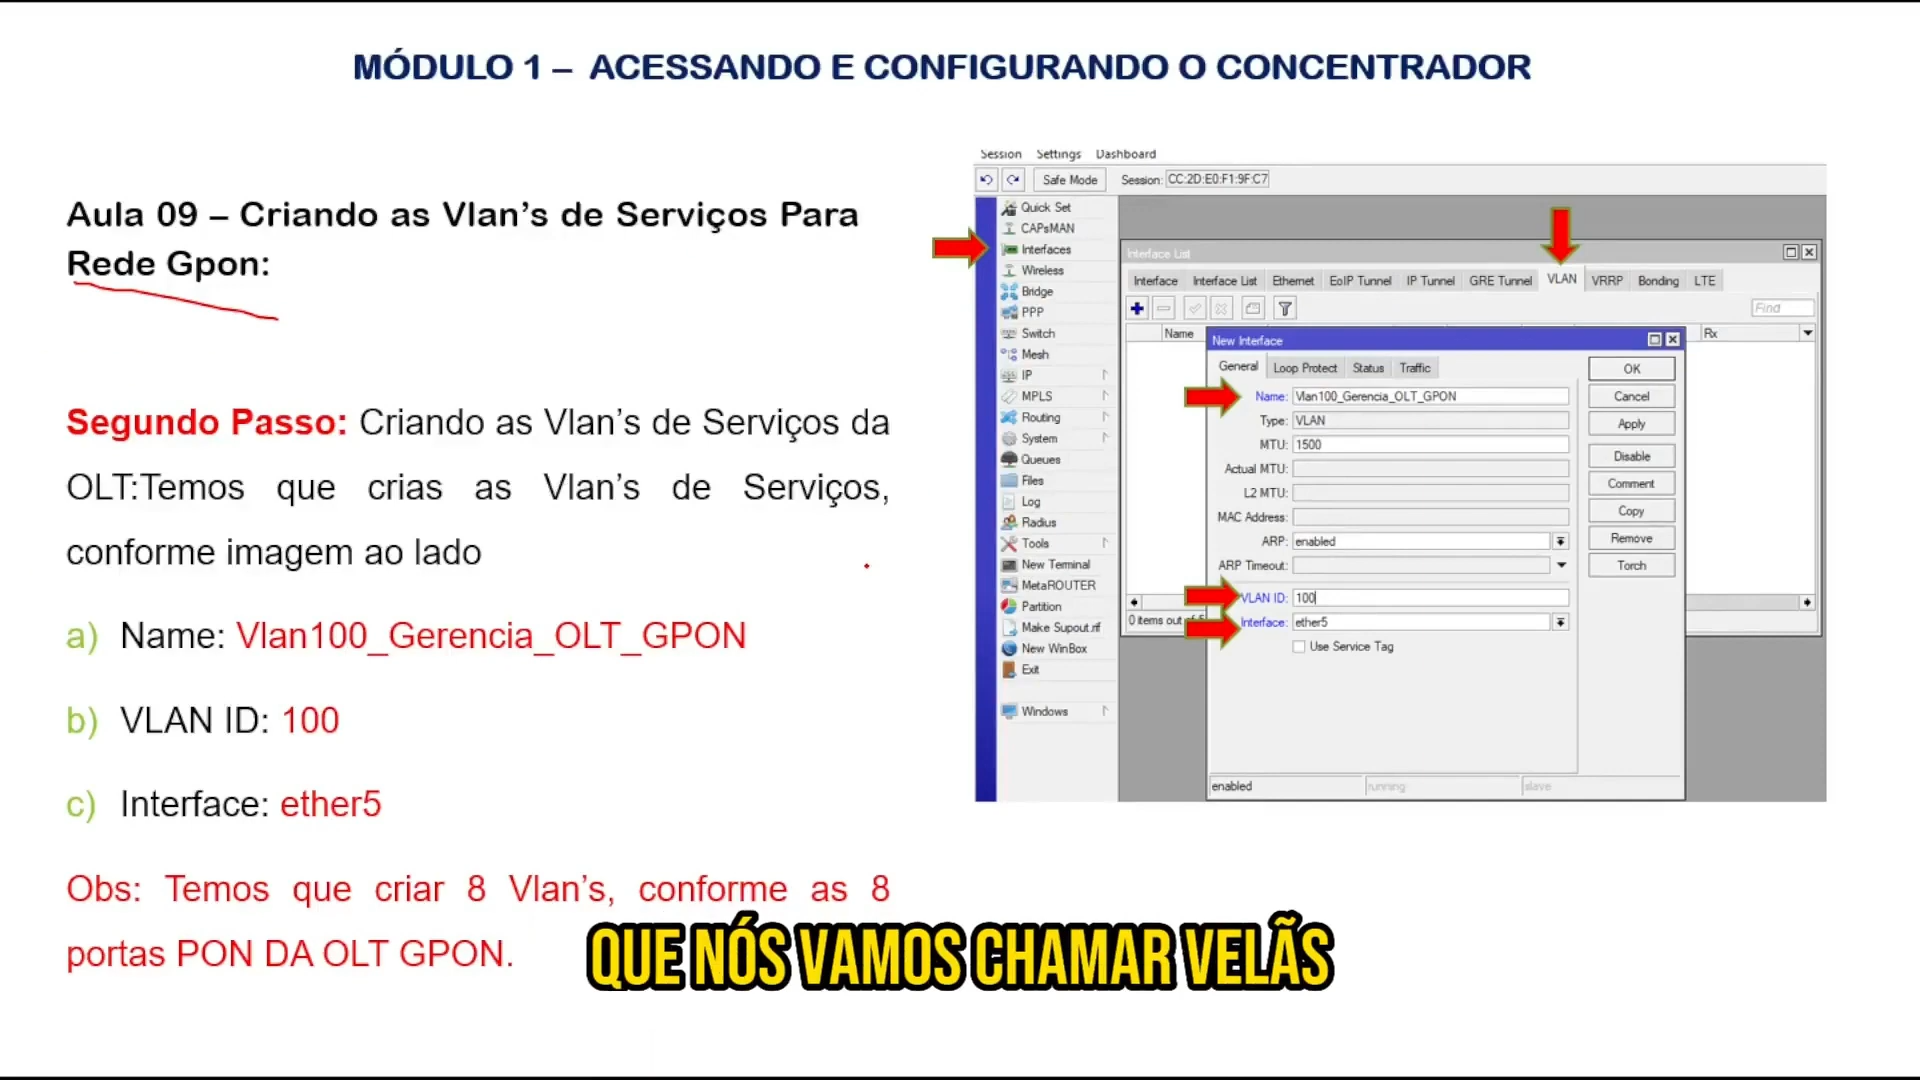 MÓDULO 1 – ACESSANDO E CONFIGURANDO O CONCENTRADOR
Aula 09 – Criando as Vlan's de Serviços Para
Rede Gpon:
Segundo Passo: Criando as Vlan's de Serviços da
OLT:Temos que crias as Vlan's de Serviços,
conforme imagem ao lado
a) Name: Vlan100_Gerencia_OLT_GPON
b) VLAN ID: 100
c) Interface: ether5
Obs: Temos que criar 8 Vlan's, conforme as 8
portas PON DA OLT GPON.
Session Settings Dashboard
Safe Mode Session: CC:2D:E0:F1:9F:C7
Quick Set
CAPsMAN
Interfaces
Wireless
Bridge
PPP
Switch
Mesh
IP
MPLS
Routing
System
Queues
Files
Log
Radius
Tools
New Terminal
MetaROUTER
Partition
Make Supout.rif
New WinBox
Exit
Windows
Interface List
Interface Interface List Ethernet EoIP Tunnel IP Tunnel GRE Tunnel VLAN VRRP Bonding LTE
Find
Name Rx
0 items out
New Interface
General Loop Protect Status Traffic
Name: Vlan100_Gerencia_OLT_GPON
Type: VLAN
MTU: 1500
Actual MTU:
L2 MTU:
MAC Address:
ARP: enabled
ARP Timeout:
VLAN ID: 100
Interface: ether5
Use Service Tag
OK
Cancel
Apply
Disable
Comment
Copy
Remove
Torch
enabled running slave
QUE NÓS VAMOS CHAMAR VELÃS